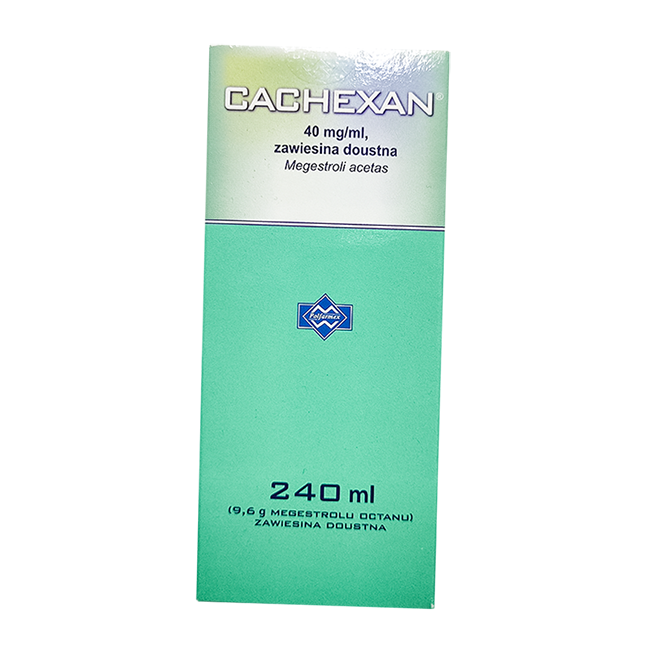 CACHEXAN®
40 mg/ml,
zawiesina doustna
Megestroli acetas
Polfarmex
240 ml
(9,6 g MEGESTROLU OCTANU)
ZAWIESINA DOUSTNA